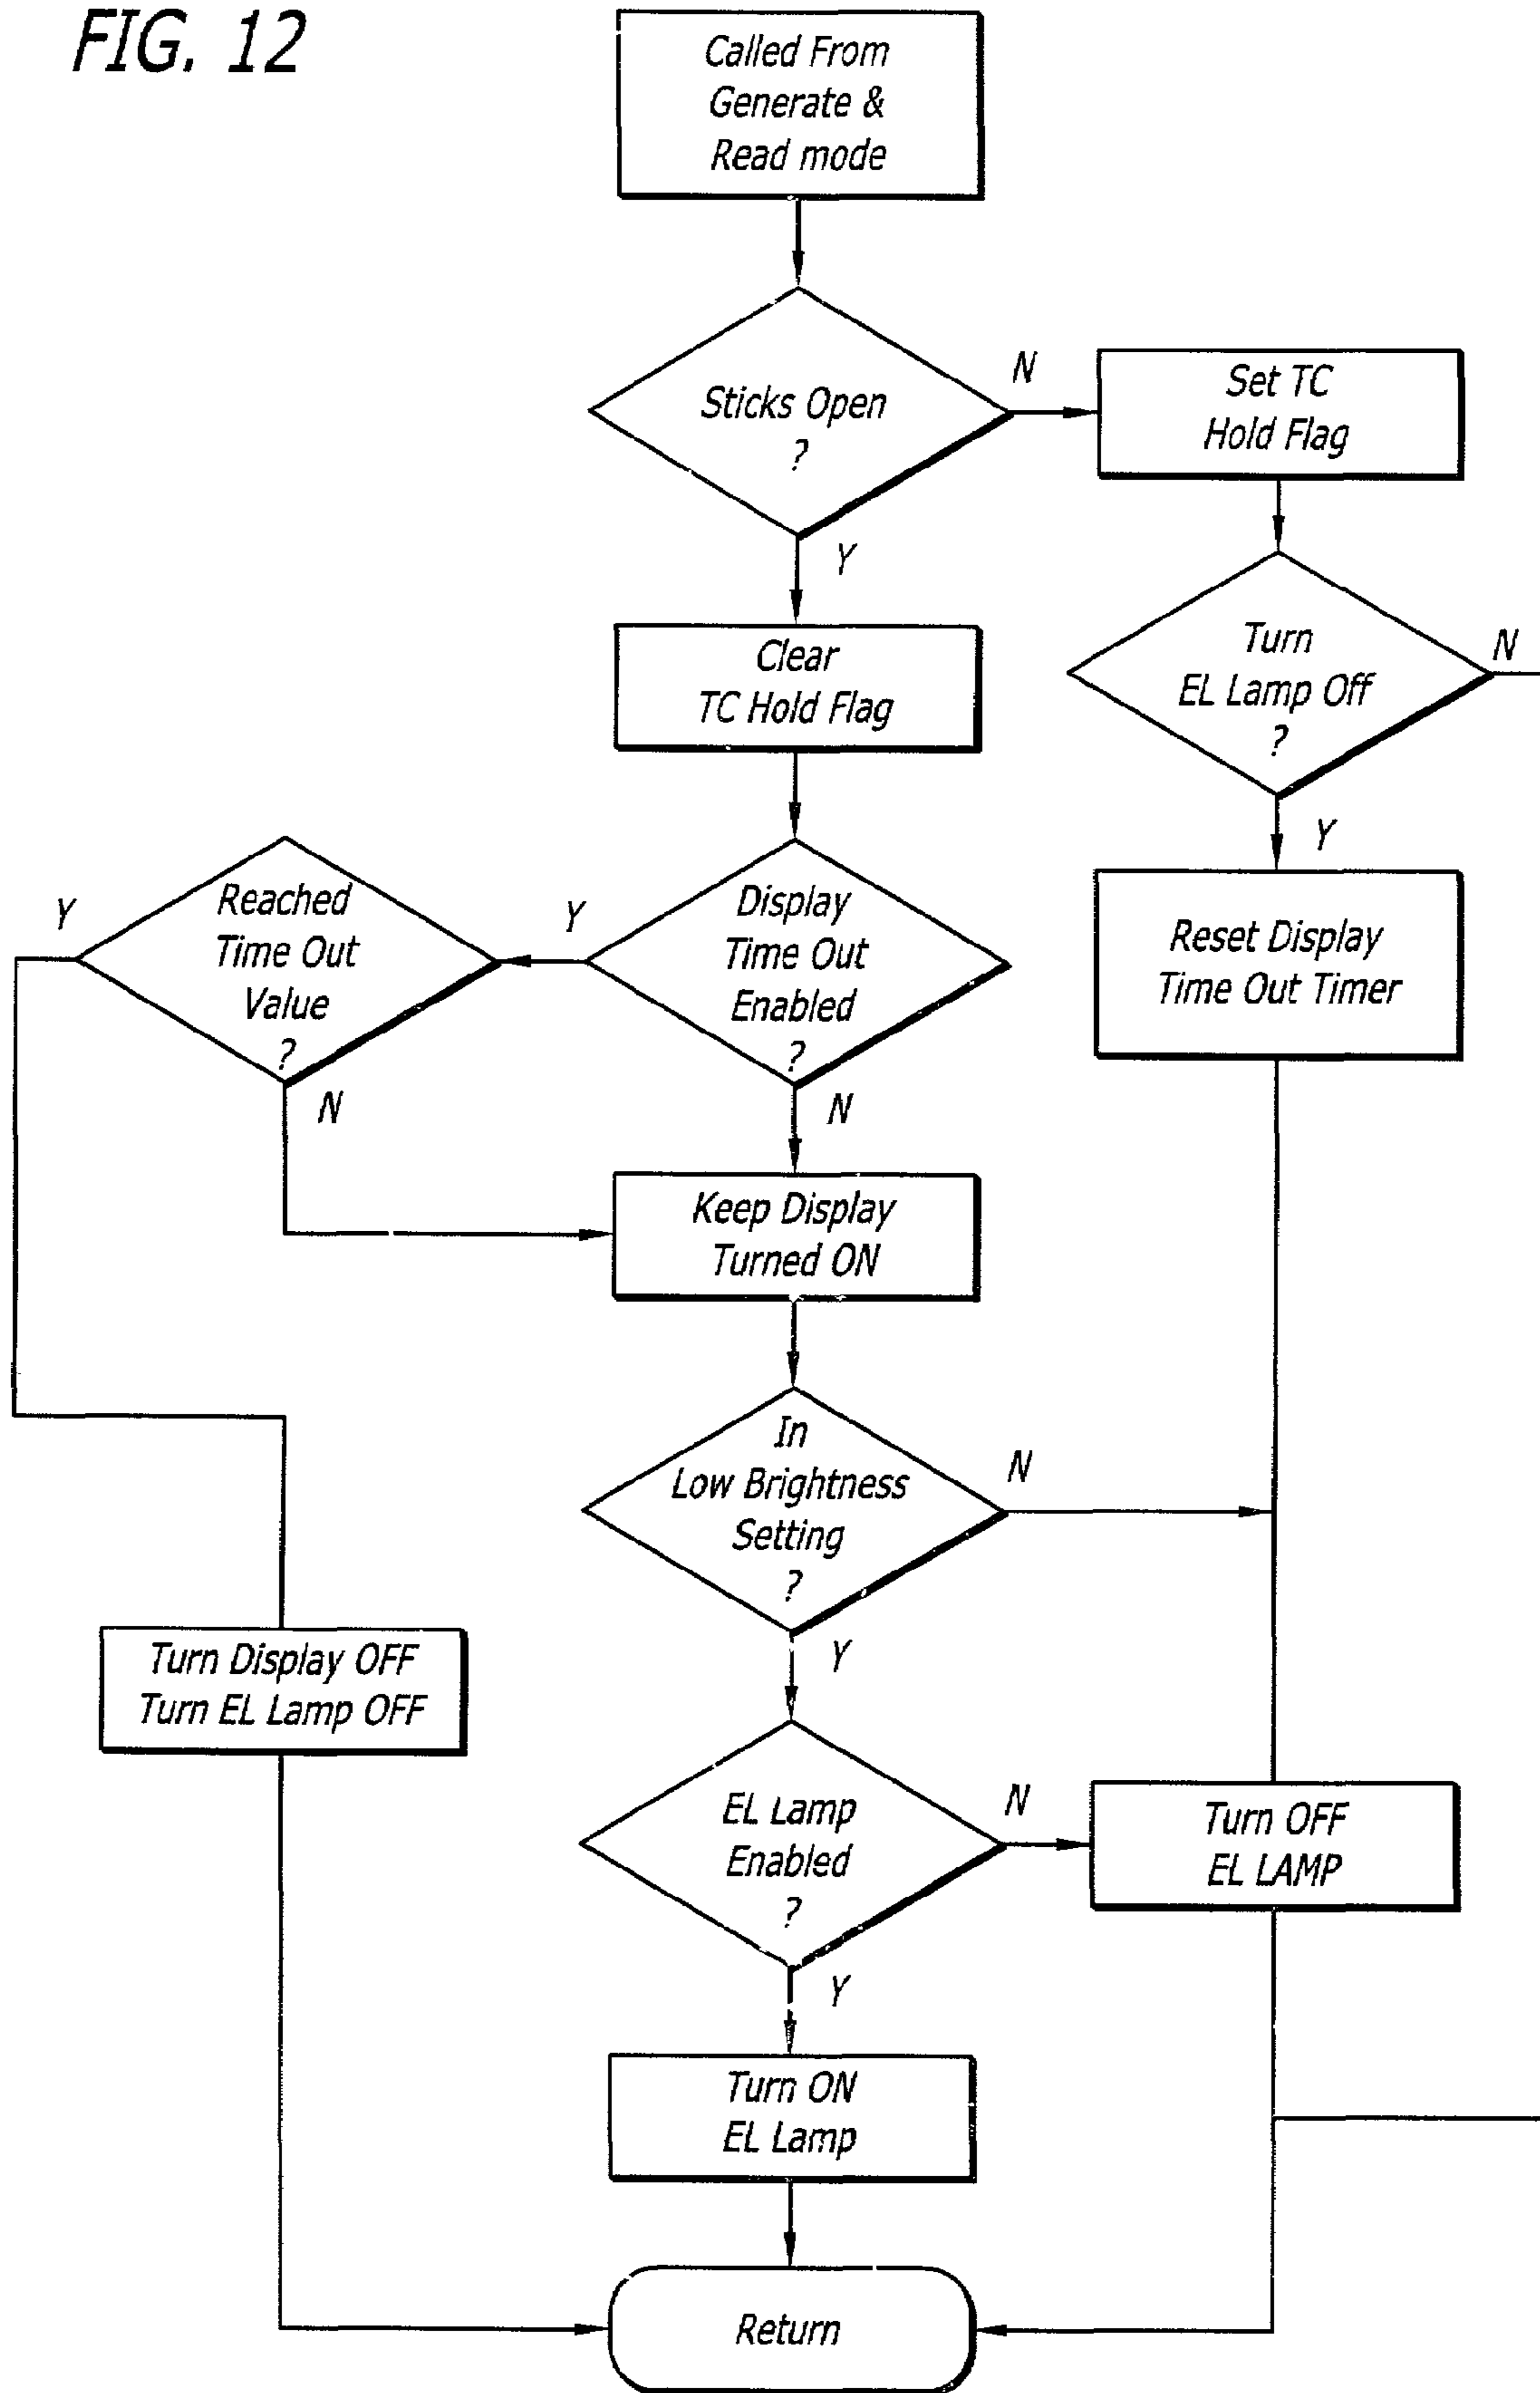 FIG. 12
Called From
Generate &
Read mode
Sticks Open
?
N
Set TC
Hold Flag
Y
Turn
EL Lamp Off
?
N
Y
Clear
TC Hold Flag
Reset Display
Time Out Timer
Display
Time Out
Enabled
?
Y
N
Reached
Time Out
Value
?
Y
N
Keep Display
Turned ON
In
Low Brightness
Setting
?
N
Y
Turn Display OFF
Turn EL Lamp OFF
EL Lamp
Enabled
?
N
Turn OFF
EL LAMP
Y
Turn ON
EL Lamp
Return